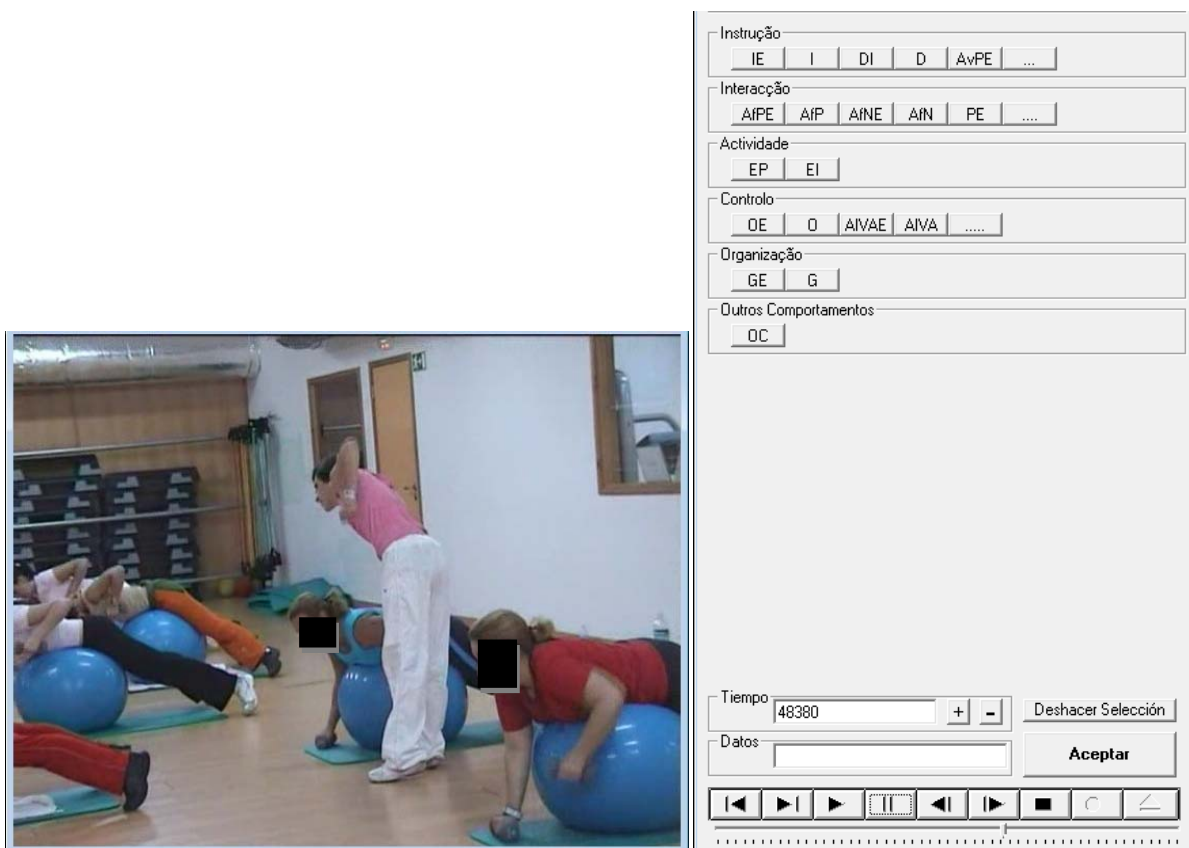 Instrução
IE I DI D AvPE ...
Interacção
AfPE AfP AfNE AfN PE ....
Actividade
EP EI
Controlo
OE O AIVAE AIVA .....
Organização
GE G
Outros Comportamentos
OC
Tiempo
48380 + - Deshacer Selección
Datos
Aceptar